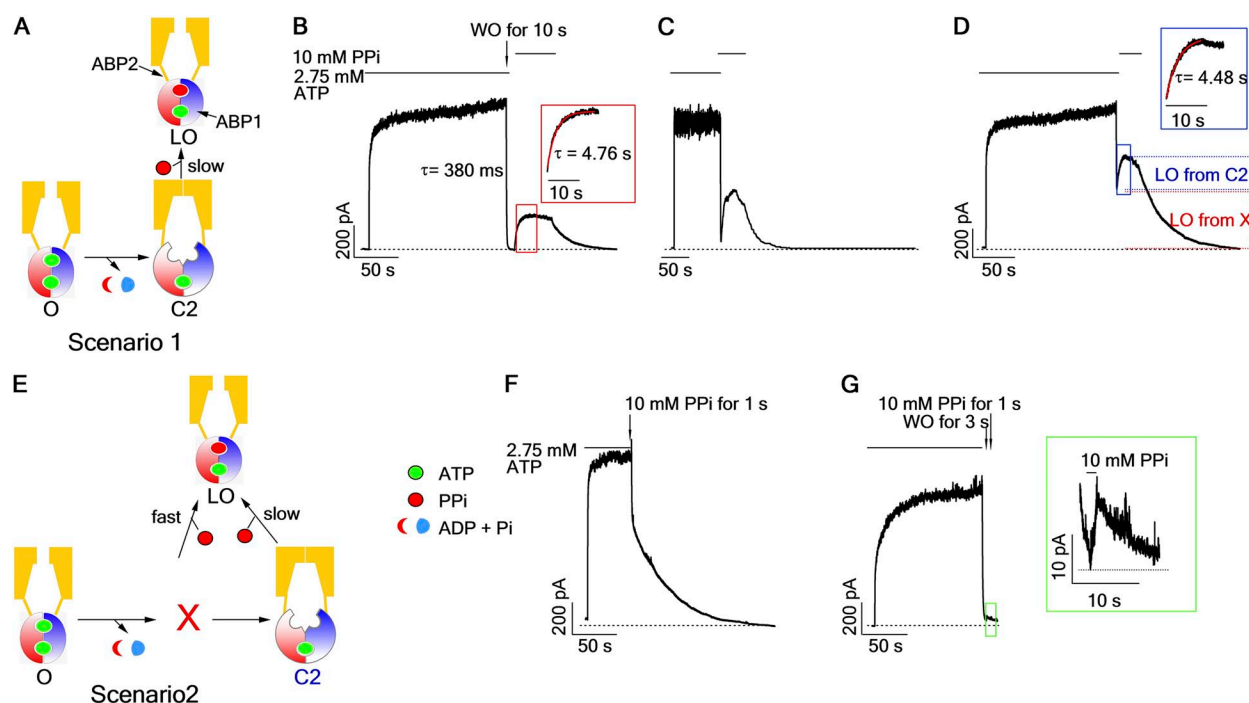 A
ABP2
ABP1
LO
slow
O
C2
Scenario 1
B
WO for 10 s
10 mM PPi
2.75 mM
ATP
τ= 380 ms
τ = 4.76 s
10 s
200 pA
50 s
C
200 pA
50 s
D
τ= 4.48 s
10 s
LO from C2
LO from X
200 pA
50 s
E
LO
fast
slow
X
O
C2
Scenario2
ATP
PPi
ADP + Pi
F
10 mM PPi for 1 s
2.75 mM
ATP
200 pA
50 s
G
10 mM PPi for 1 s
WO for 3 s
200 pA
50 s
10 mM PPi
10 pA
10 s